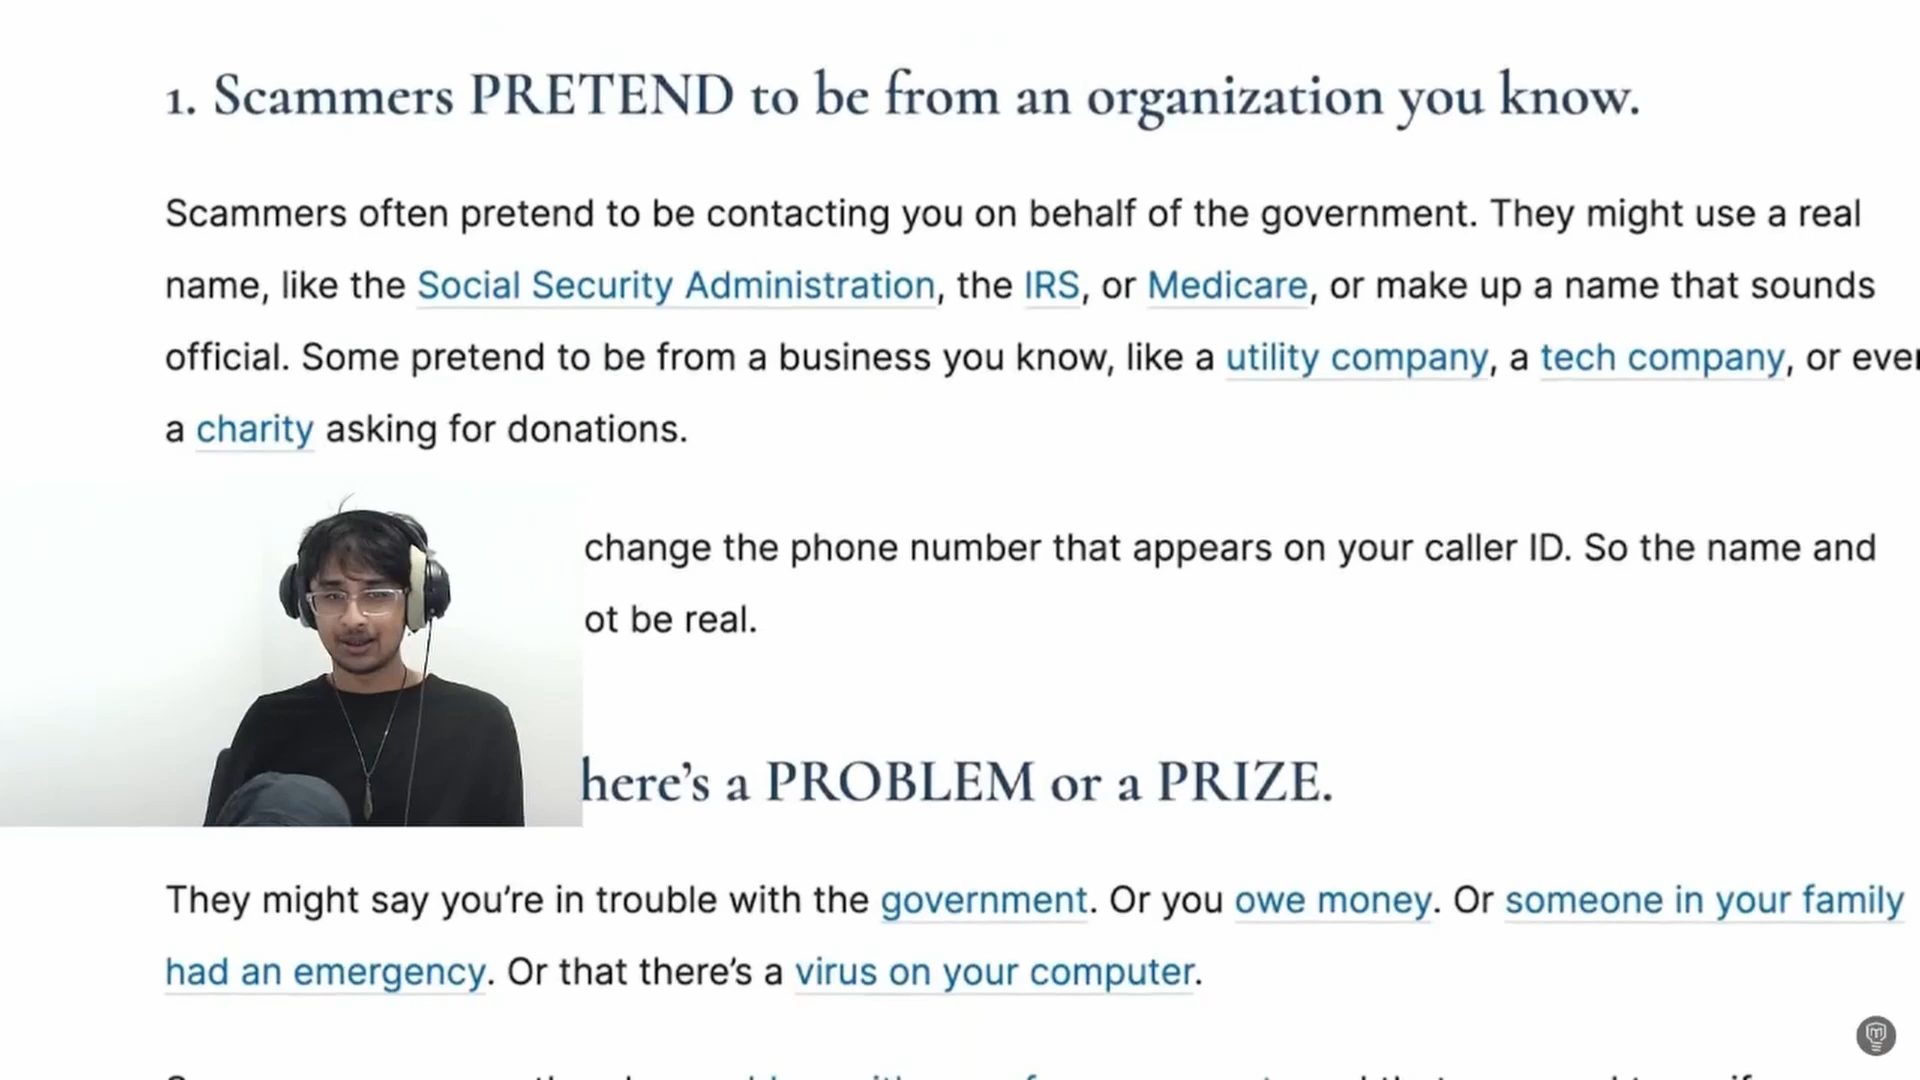 1. Scammers PRETEND to be from an organization you know.
Scammers often pretend to be contacting you on behalf of the government. They might use a real
name, like the Social Security Administration, the IRS, or Medicare, or make up a name that sounds
official. Some pretend to be from a business you know, like a utility company, a tech company, or ever
a charity asking for donations.
change the phone number that appears on your caller ID. So the name and
ot be real.
here’s a PROBLEM or a PRIZE.
They might say you’re in trouble with the government. Or you owe money. Or someone in your family
had an emergency. Or that there’s a virus on your computer.